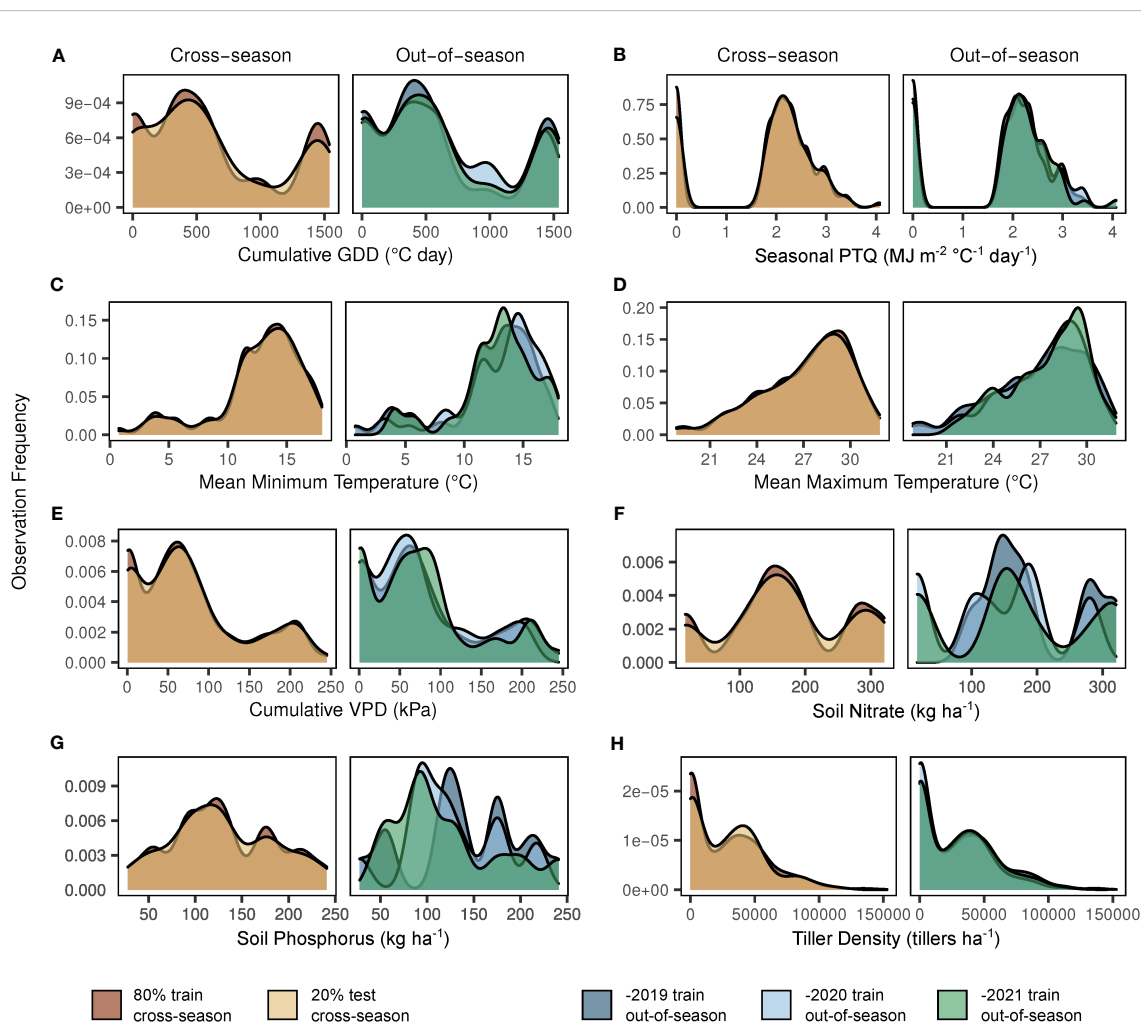 A
Cross−season
Out−of−season
B
Cross−season
Out−of−season
9e−04
6e−04
3e−04
0e+00
0.75
0.50
0.25
0.00
0 500 1000 1500
0 500 1000 1500
0 1 2 3 4
0 1 2 3 4
Cumulative GDD (°C day)
Seasonal PTQ (MJ m-2 °C-1 day-1)
C
D
0.15
0.10
0.05
0.00
0.20
0.15
0.10
0.05
0.00
0 5 10 15
0 5 10 15
21 24 27 30
21 24 27 30
Mean Minimum Temperature (°C)
Mean Maximum Temperature (°C)
Observation Frequency
E
F
0.008
0.006
0.004
0.002
0.000
0.006
0.004
0.002
0.000
0 50 100 150 200 250
0 50 100 150 200 250
100 200 300
100 200 300
Cumulative VPD (kPa)
Soil Nitrate (kg ha-1)
G
H
0.009
0.006
0.003
0.000
2e−05
1e−05
0e+00
50 100 150 200 250
50 100 150 200 250
0 50000 100000 150000
0 50000 100000 150000
Soil Phosphorus (kg ha-1)
Tiller Density (tillers ha-1)
80% train
cross-season
20% test
cross-season
-2019 train
out-of-season
-2020 train
out-of-season
-2021 train
out-of-season